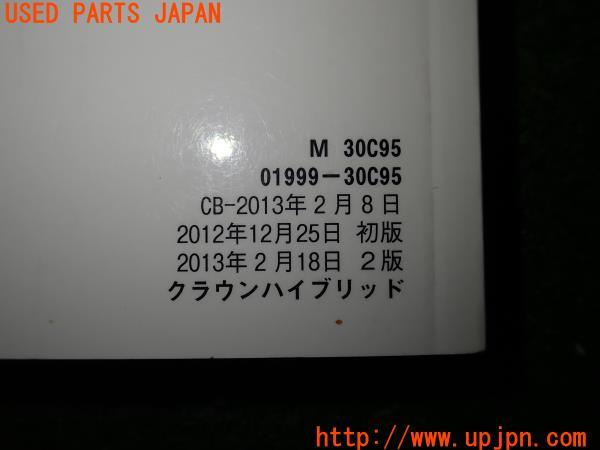 USED PARTS JAPAN
M 30C95
01999-30C95
CB-2013年2月8日
2012年12月25日 初版
2013年2月18日 2版
クラウンハイブリッド
http://www.upjpn.com